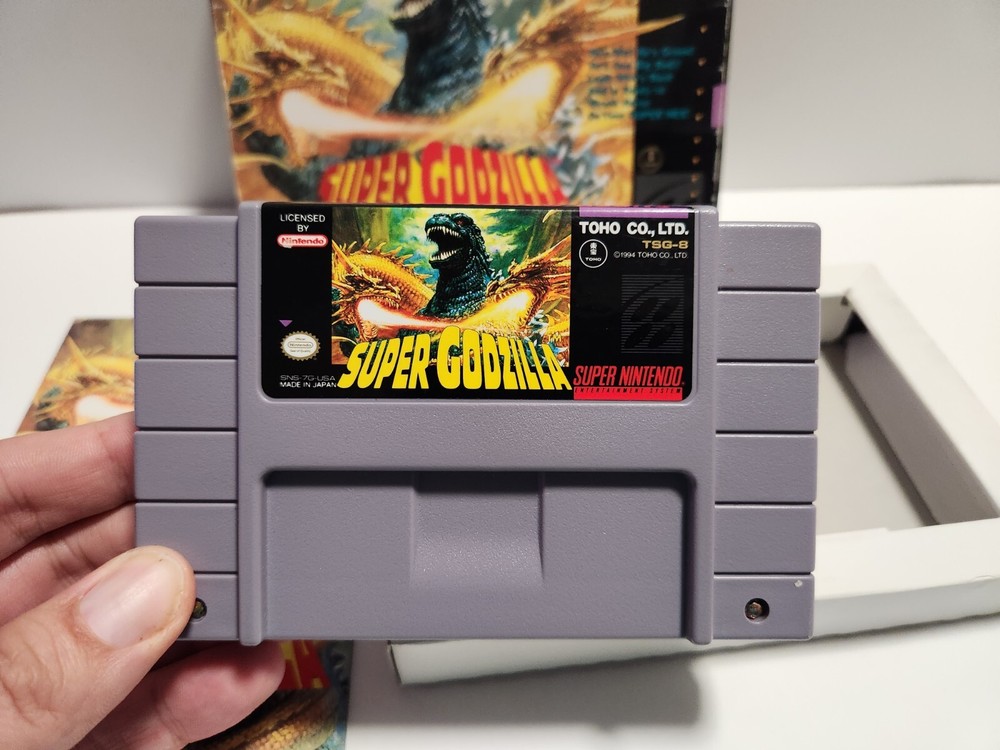 SUPER GODZILLA
LICENSED
BY
Nintendo
TOHO CO., LTD.
TSG-8
TOHO
©1994 TOHO CO., LTD.
SNS-7G-USA
MADE IN JAPAN
SUPER GODZILLA
SUPER NINTENDO
ENTERTAINMENT SYSTEM